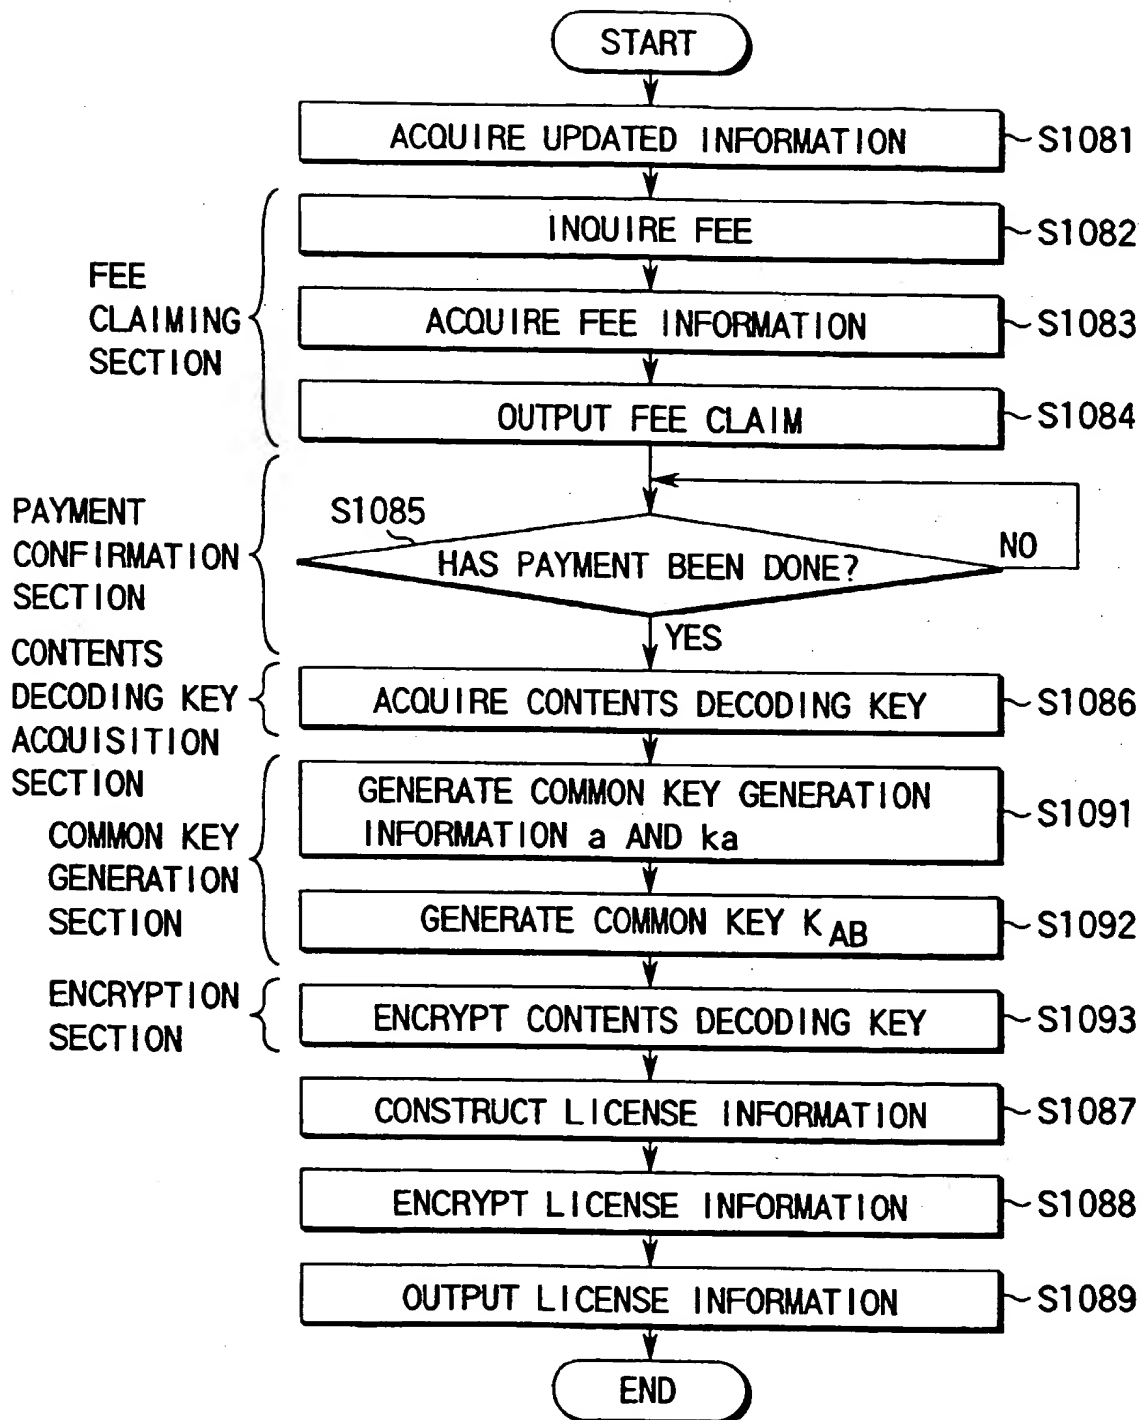 START
ACQUIRE UPDATED INFORMATION
S1081
INQUIRE FEE
S1082
FEE
CLAIMING
SECTION
ACQUIRE FEE INFORMATION
S1083
OUTPUT FEE CLAIM
S1084
PAYMENT
CONFIRMATION
SECTION
S1085
HAS PAYMENT BEEN DONE?
NO
YES
CONTENTS
DECODING KEY
ACQUISITION
SECTION
ACQUIRE CONTENTS DECODING KEY
S1086
GENERATE COMMON KEY GENERATION
INFORMATION a AND ka
S1091
COMMON KEY
GENERATION
SECTION
GENERATE COMMON KEY K AB
S1092
ENCRYPTION
SECTION
ENCRYPT CONTENTS DECODING KEY
S1093
CONSTRUCT LICENSE INFORMATION
S1087
ENCRYPT LICENSE INFORMATION
S1088
OUTPUT LICENSE INFORMATION
S1089
END